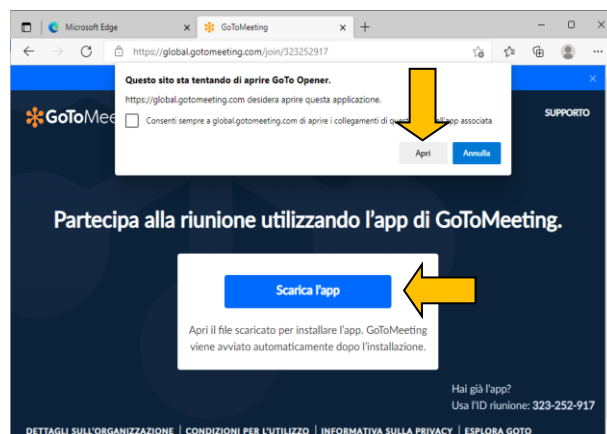 Microsoft Edge
GoToMeeting
https://global.gotomeeting.com/join/323252917
Questo sito sta tentando di aprire GoTo Opener.
https://global.gotomeeting.com desidera aprire questa applicazione.
Consenti sempre a global.gotomeeting.com di aprire i collegamenti di app associata
Apri Annulla
GoToMee
SUPPORTO
Partecipa alla riunione utilizzando l'app di GoToMeeting.
Scarica l'app
Apri il file scaricato per installare l'app. GoToMeeting
viene avviato automaticamente dopo l'installazione.
Hai già l'app?
Usa l'ID riunione: 323-252-917
DETTAGLI SULL'ORGANIZZAZIONE | CONDIZIONI PER L'UTILIZZO | INFORMATIVA SULLA PRIVACY | ESPLORA GOTO